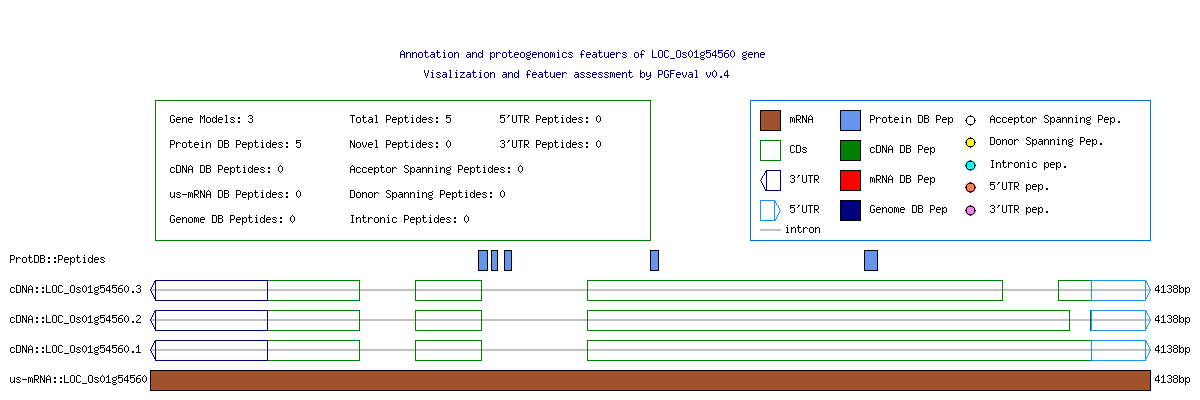 Annotation and proteogenomics featuers of LOC_Os01g54560 gene
Visalization and featuer assessment by PGFeval v0.4
Gene Models: 3 Total Peptides: 5 5'UTR Peptides: 0
Protein DB Peptides: 5 Novel Peptides: 0 3'UTR Peptides: 0
cDNA DB Peptides: 0 Acceptor Spanning Peptides: 0
us-mRNA DB Peptides: 0 Donor Spanning Peptides: 0
Genome DB Peptides: 0 Intronic Peptides: 0
mRNA Protein DB Pep Acceptor Spanning Pep.
CDs cDNA DB Pep Donor Spanning Pep.
3'UTR mRNA DB Pep Intronic pep.
5'UTR Genome DB Pep 5'UTR pep.
intron 3'UTR pep.
ProtDB::Peptides
cDNA::LOC_Os01g54560.3 4138bp
cDNA::LOC_Os01g54560.2 4138bp
cDNA::LOC_Os01g54560.1 4138bp
us-mRNA::LOC_Os01g54560 4138bp